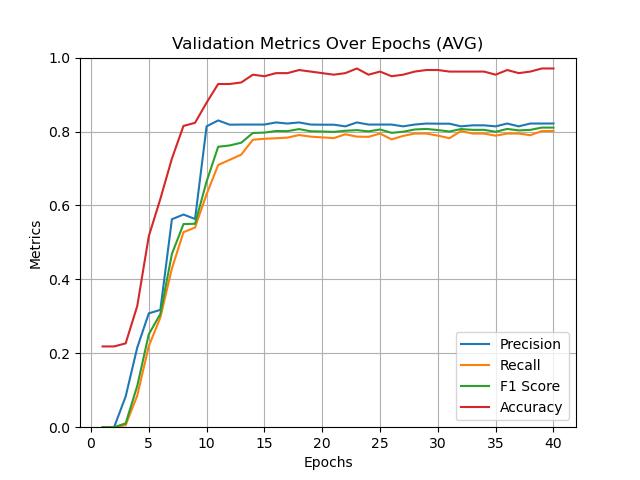 Validation Metrics Over Epochs (AVG)
1.0
0.8
0.6
0.4
0.2
0.0
Metrics
0 5 10 15 20 25 30 35 40
Epochs
Precision
Recall
F1 Score
Accuracy